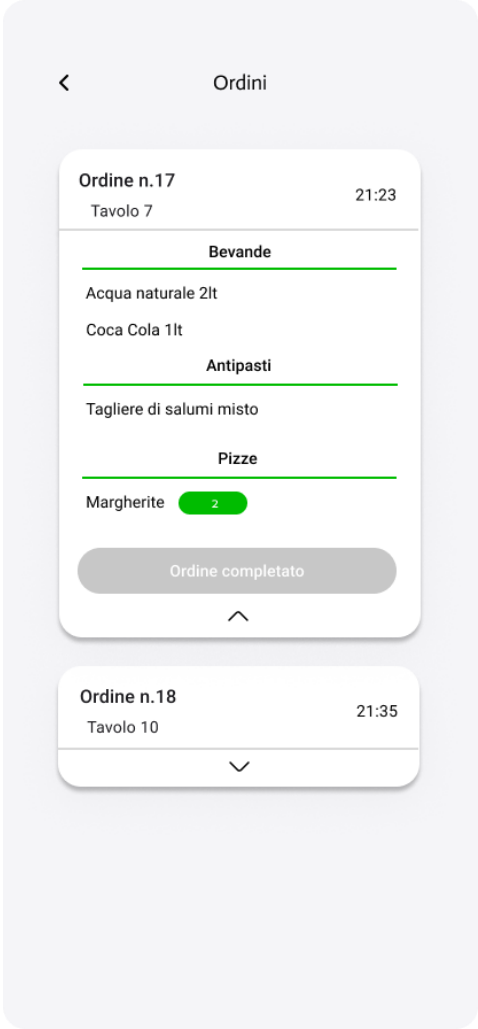 Ordini
Ordine n.17
21:23
Tavolo 7
Bevande
Acqua naturale 2lt
Coca Cola 1lt
Antipasti
Tagliere di salumi misto
Pizze
Margherite 2
Ordine completato
Ordine n.18
21:35
Tavolo 10